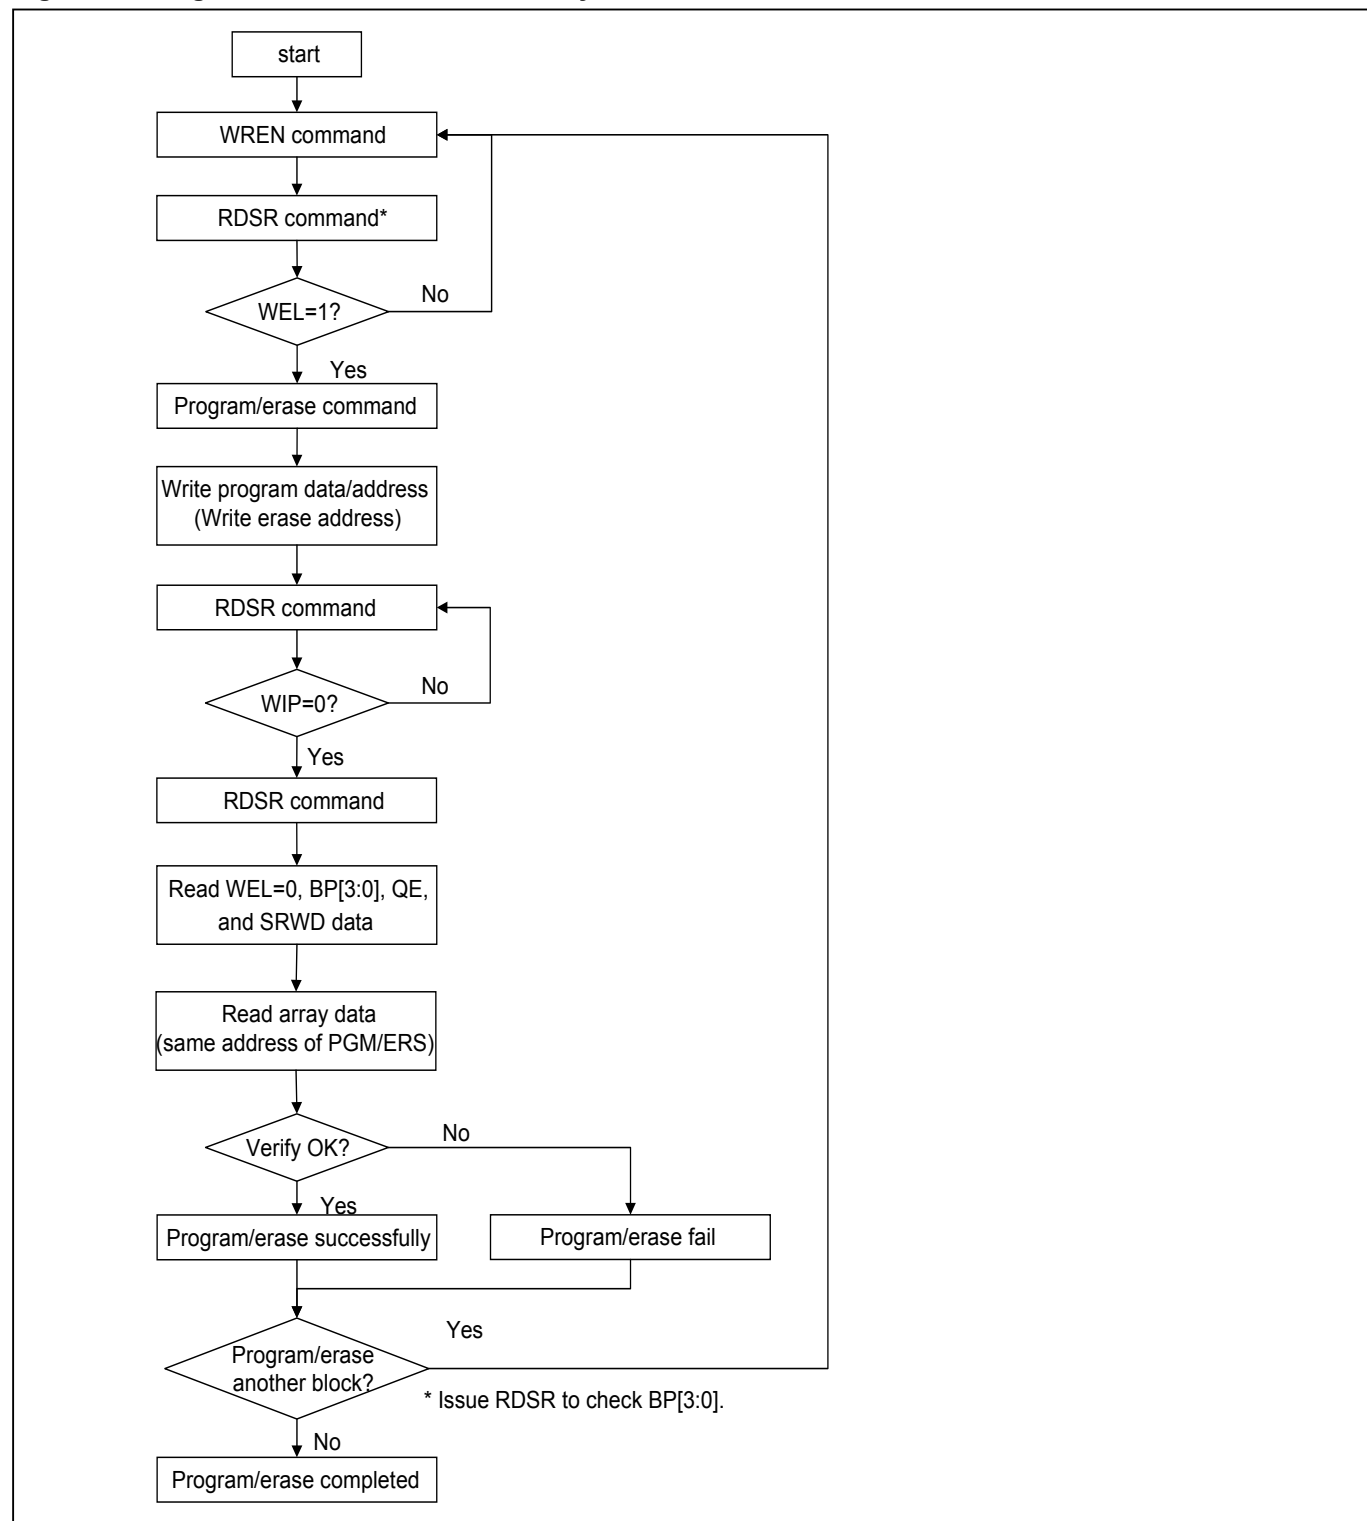 start
WREN command
RDSR command*
WEL=1?
No
Yes
Program/erase command
Write program data/address
(Write erase address)
RDSR command
WIP=0?
No
Yes
RDSR command
Read WEL=0, BP[3:0], QE,
and SRWD data
Read array data
(same address of PGM/ERS)
Verify OK?
No
Yes
Program/erase successfully
Program/erase fail
Yes
Program/erase
another block?
* Issue RDSR to check BP[3:0].
No
Program/erase completed